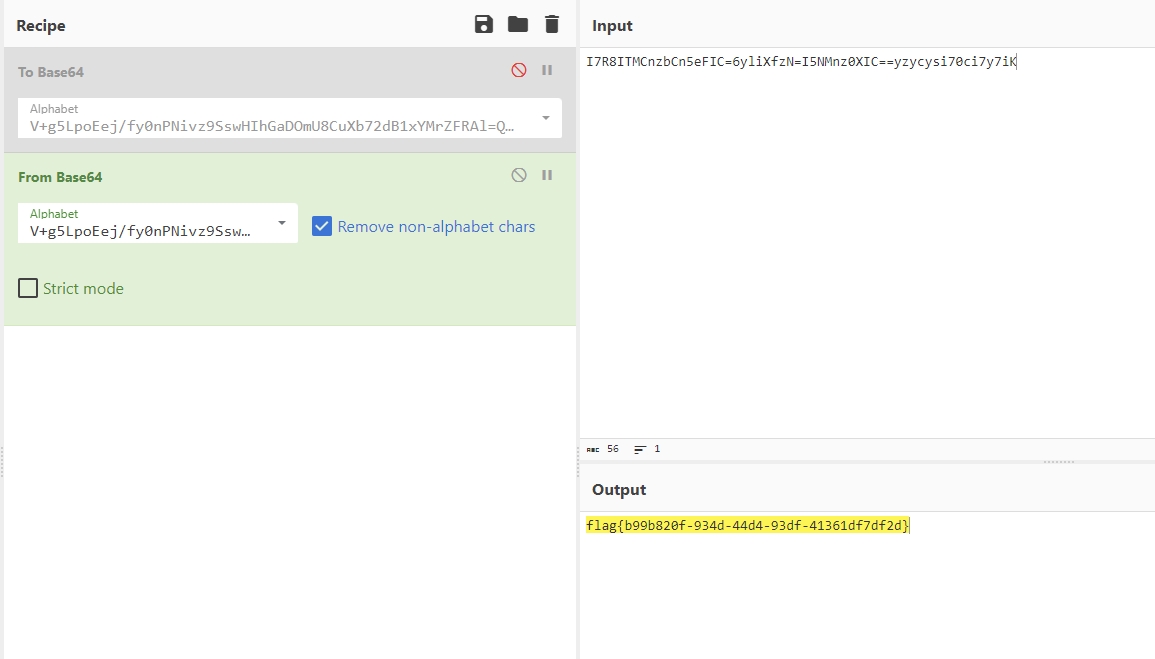 Recipe
To Base64
Alphabet
V+g5LpoEej/fy0nPNivz9SswHIhGaDOmU8CuXb72dB1xYMrZFRAl=Q…
From Base64
Alphabet
V+g5LpoEej/fy0nPNivz9Ssw…
Remove non-alphabet chars
Strict mode
Input
I7R8ITMCnzbCn5eFIC=6yliXfzN=I5NMnz0XIC==yzycysi70ci7y7iK
ABC 56 1
Output
flag{b99b820f-934d-44d4-93df-41361df7df2d}